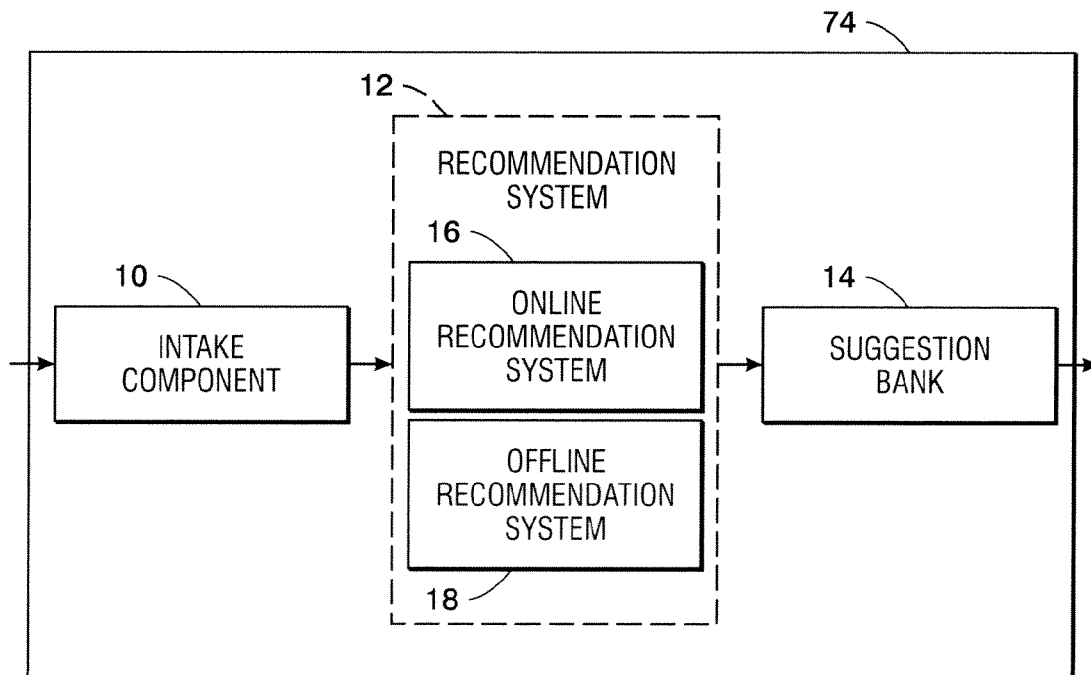 74
12
RECOMMENDATION
SYSTEM
16
10
14
ONLINE
RECOMMENDATION
SYSTEM
INTAKE
COMPONENT
SUGGESTION
BANK
OFFLINE
RECOMMENDATION
SYSTEM
18